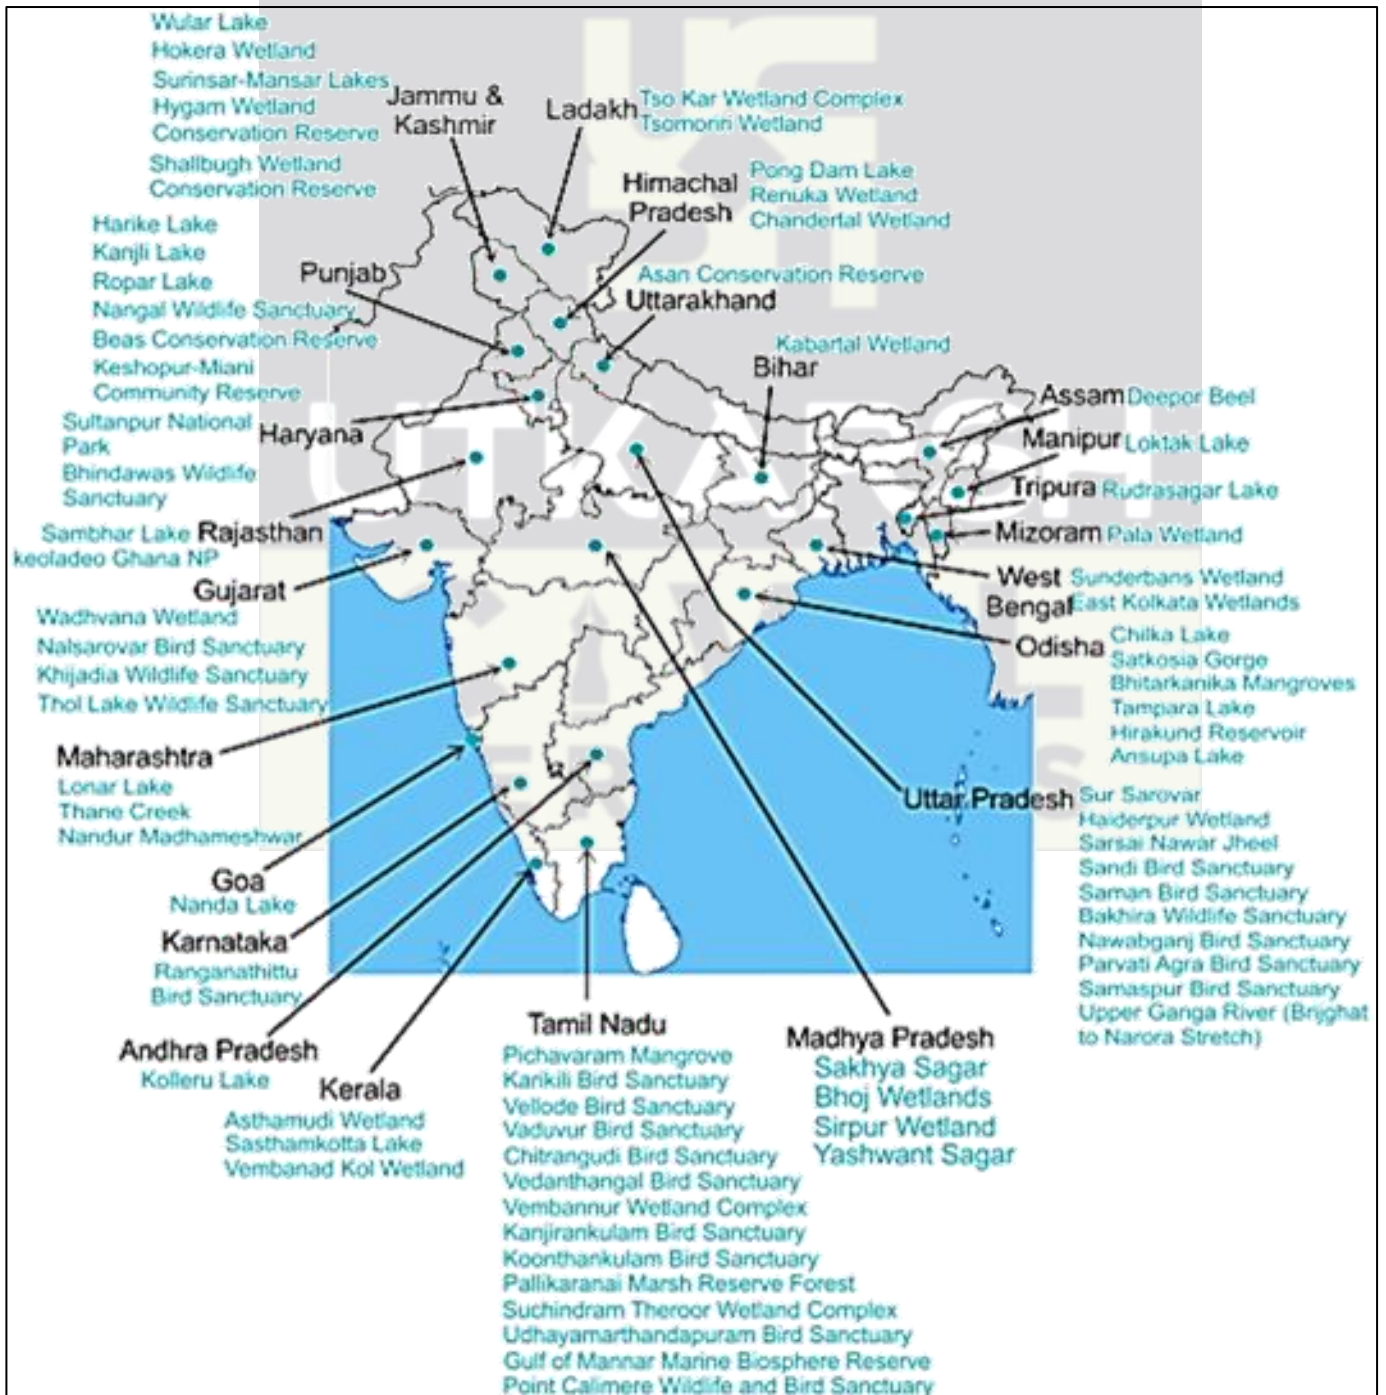 Wular Lake
Hokera Wetland
Surinsar-Mansar Lakes
Hygam Wetland
Conservation Reserve
Shallbugh Wetland
Conservation Reserve
Jammu &
Kashmir
Ladakh
Tso Kar Wetland Complex
Tsomoriri Wetland
Himachal
Pradesh
Pong Dam Lake
Renuka Wetland
Chandertal Wetland
Harike Lake
Kanjli Lake
Ropar Lake
Nangal Wildlife Sanctuary
Beas Conservation Reserve
Keshopur-Miani
Community Reserve
Punjab
Asan Conservation Reserve
Uttarakhand
Kabartal Wetland
Bihar
Sultanpur National
Park
Bhindawas Wildlife
Sanctuary
Haryana
Assam Deepor Beel
Manipur Loktak Lake
Tripura Rudrasagar Lake
Mizoram Pala Wetland
UTKARSH
Sambhar Lake Rajasthan
keoladeo Ghana NP
Gujarat
Wadhvana Wetland
Nalsarovar Bird Sanctuary
Khijadia Wildlife Sanctuary
Thol Lake Wildlife Sanctuary
West
Bengal
Sunderbans Wetland
East Kolkata Wetlands
Odisha
Chilka Lake
Satkosia Gorge
Bhitarkanika Mangroves
Tampara Lake
Hirakund Reservoir
Ansupa Lake
Maharashtra
Lonar Lake
Thane Creek
Nandur Madhameshwar
Uttar Pradesh
Sur Sarovar
Haiderpur Wetland
Sarsai Nawar Jheel
Sandi Bird Sanctuary
Saman Bird Sanctuary
Bakhira Wildlife Sanctuary
Nawabganj Bird Sanctuary
Parvati Agra Bird Sanctuary
Samaspur Bird Sanctuary
Upper Ganga River (Brijghat
to Narora Stretch)
Goa
Nanda Lake
Karnataka
Ranganathittu
Bird Sanctuary
Andhra Pradesh
Kolleru Lake
Kerala
Asthamudi Wetland
Sasthamkotta Lake
Vembanad Kol Wetland
Tamil Nadu
Pichavaram Mangrove
Karikili Bird Sanctuary
Vellode Bird Sanctuary
Vaduvur Bird Sanctuary
Chitrangudi Bird Sanctuary
Vedanthangal Bird Sanctuary
Vembannur Wetland Complex
Kanjirankulam Bird Sanctuary
Koonthankulam Bird Sanctuary
Pallikaranai Marsh Reserve Forest
Suchindram Theroor Wetland Complex
Udhayamarthandapuram Bird Sanctuary
Gulf of Mannar Marine Biosphere Reserve
Point Calimere Wildlife and Bird Sanctuary
Madhya Pradesh
Sakhya Sagar
Bhoj Wetlands
Sirpur Wetland
Yashwant Sagar